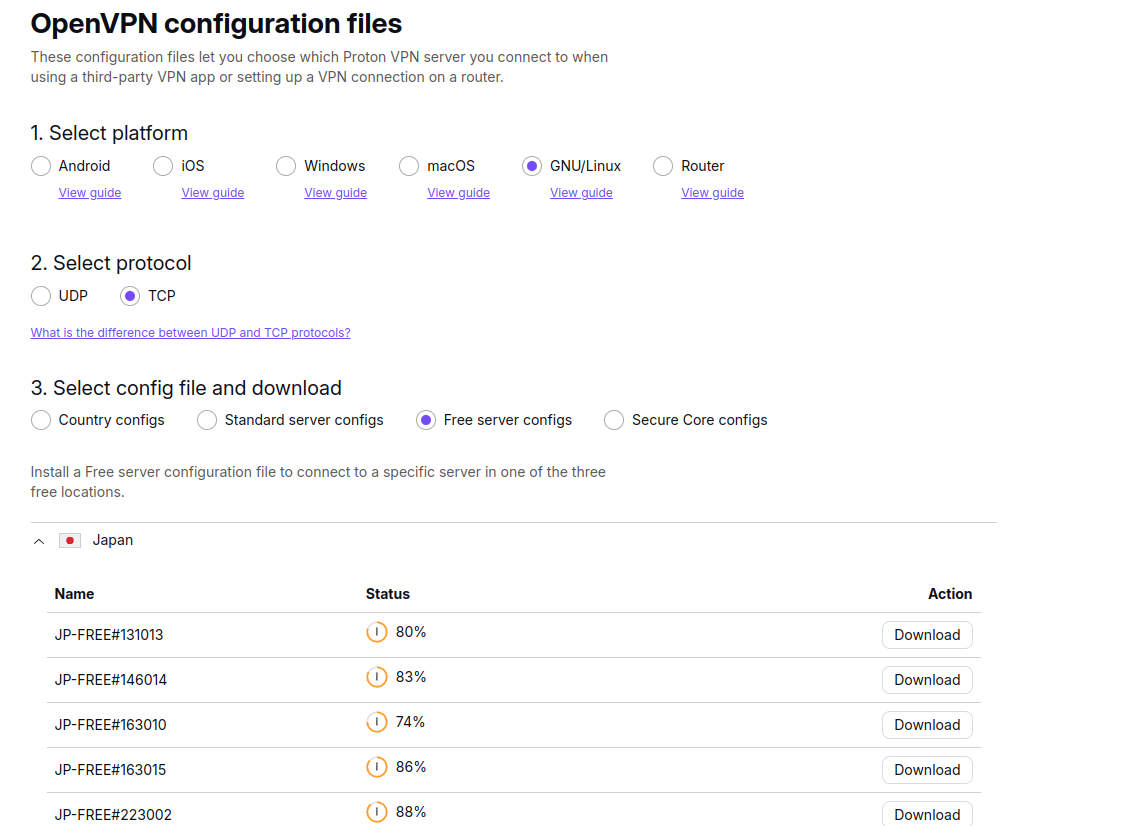 OpenVPN configuration files
These configuration files let you choose which Proton VPN server you connect to when
using a third-party VPN app or setting up a VPN connection on a router.
1. Select platform
Android iOS Windows macOS GNU/Linux Router
View guide View guide View guide View guide View guide View guide
2. Select protocol
UDP TCP
What is the difference between UDP and TCP protocols?
3. Select config file and download
Country configs Standard server configs Free server configs Secure Core configs
Install a Free server configuration file to connect to a specific server in one of the three
free locations.
Japan
Name Status Action
JP-FREE#131013 80% Download
JP-FREE#146014 83% Download
JP-FREE#163010 74% Download
JP-FREE#163015 86% Download
JP-FREE#223002 88% Download